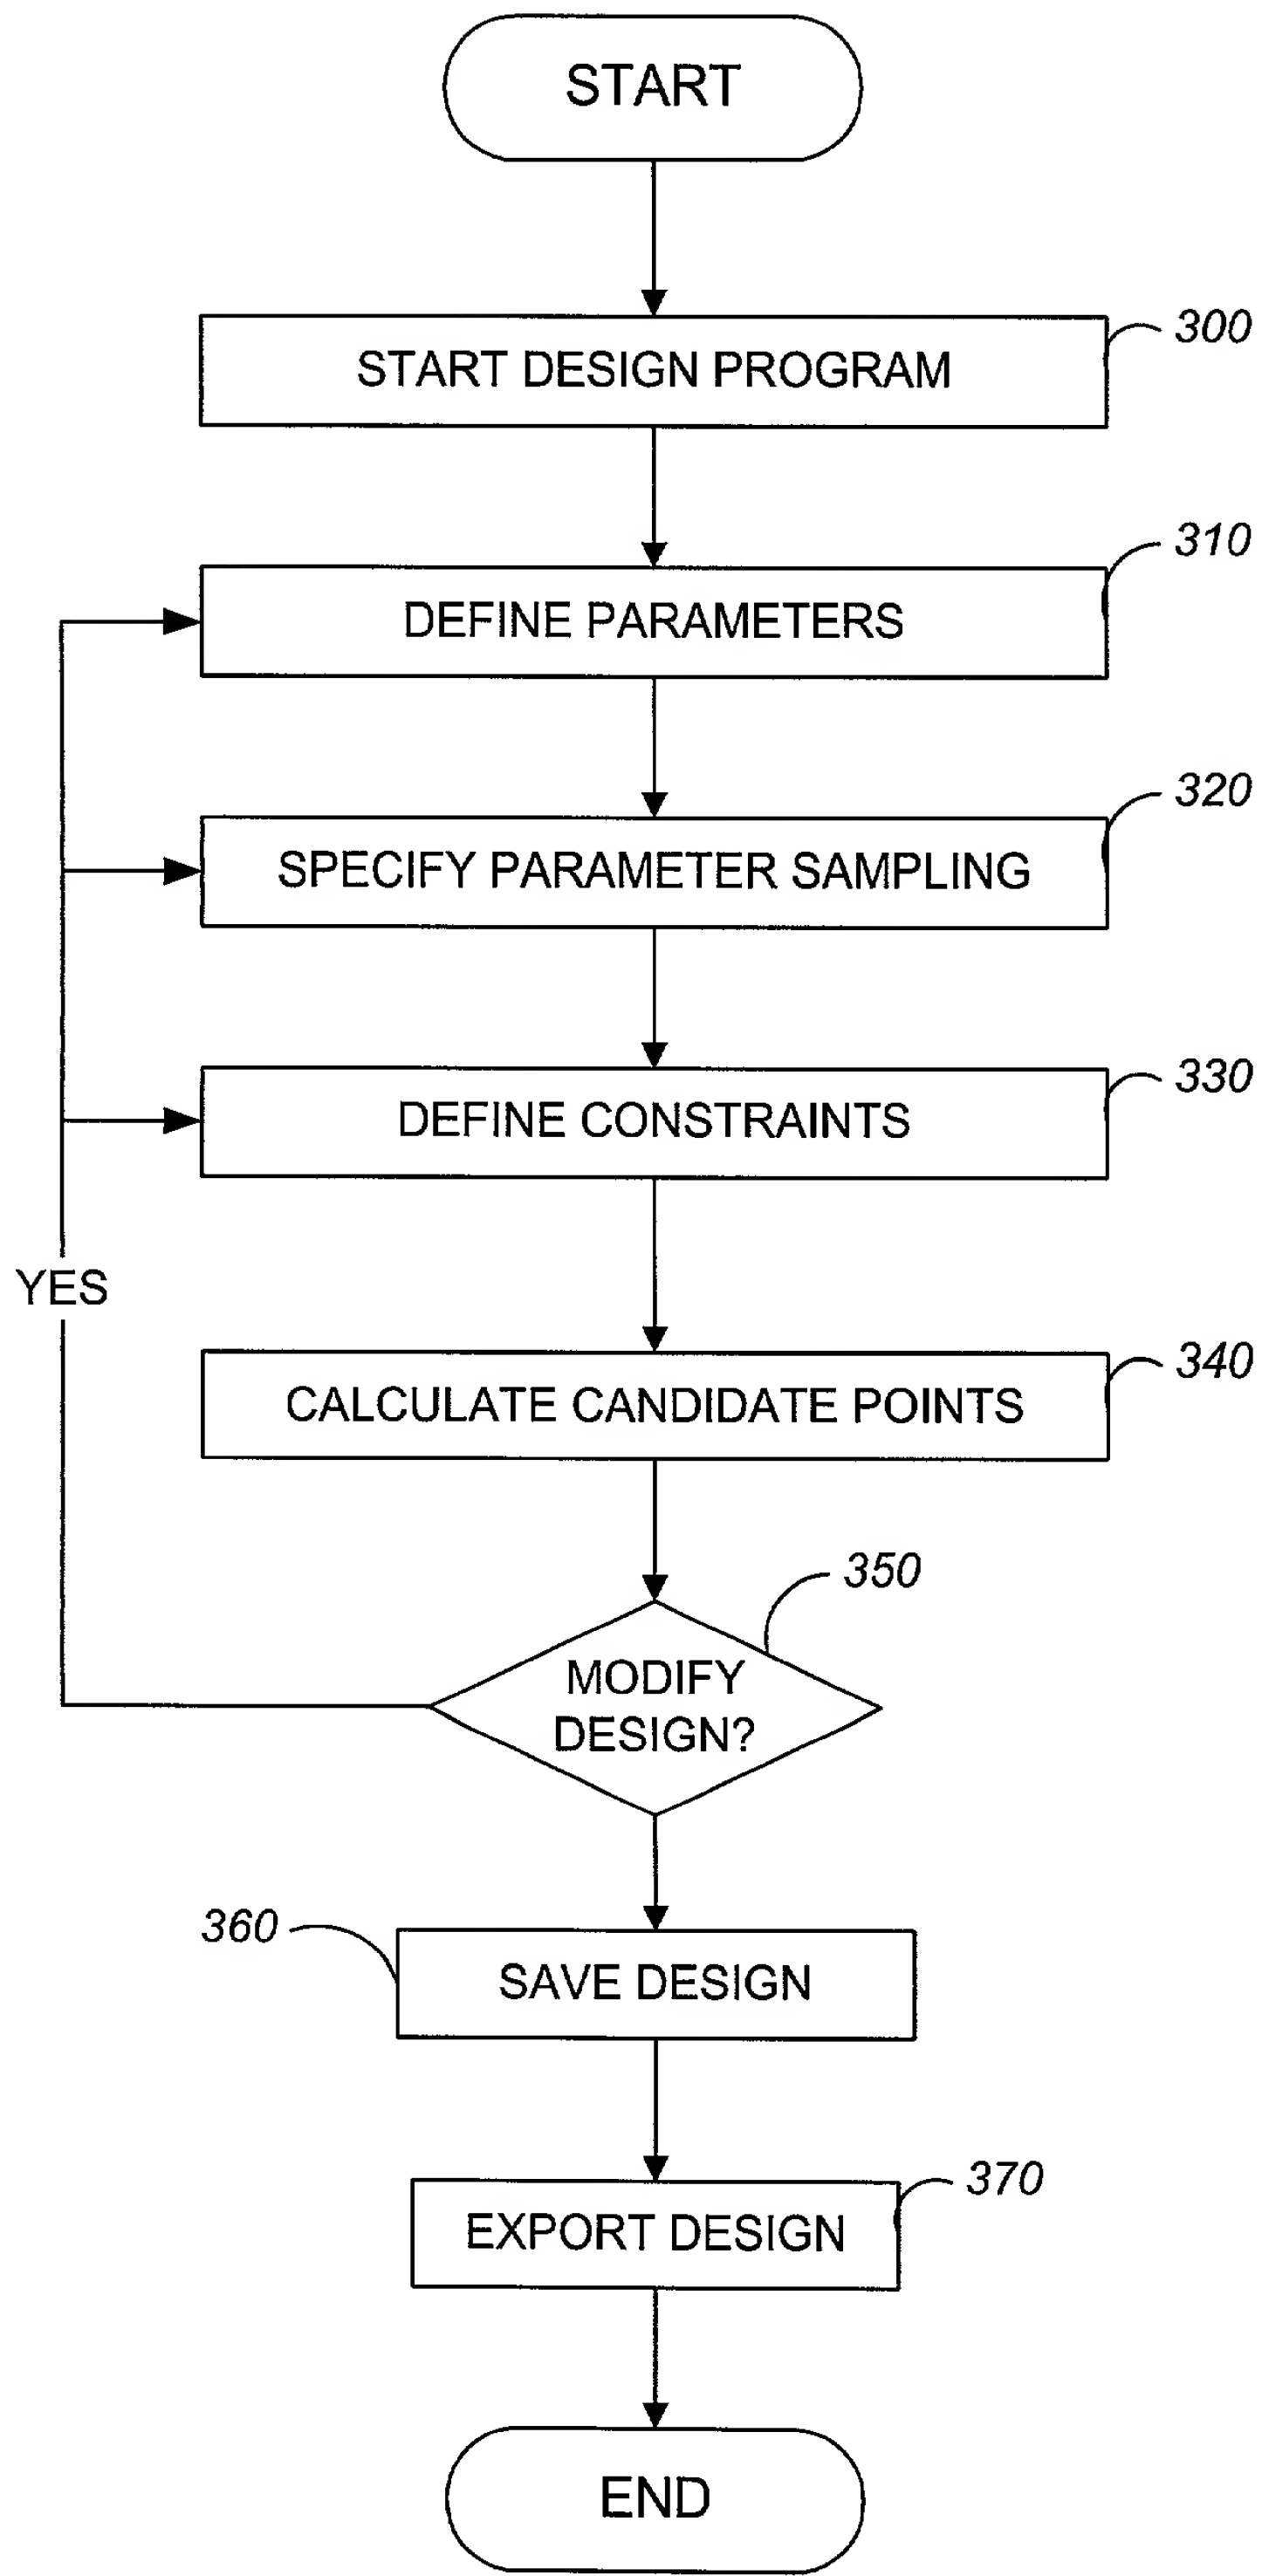 START
300
START DESIGN PROGRAM
310
DEFINE PARAMETERS
320
SPECIFY PARAMETER SAMPLING
330
DEFINE CONSTRAINTS
YES
340
CALCULATE CANDIDATE POINTS
350
MODIFY
DESIGN?
360
SAVE DESIGN
370
EXPORT DESIGN
END